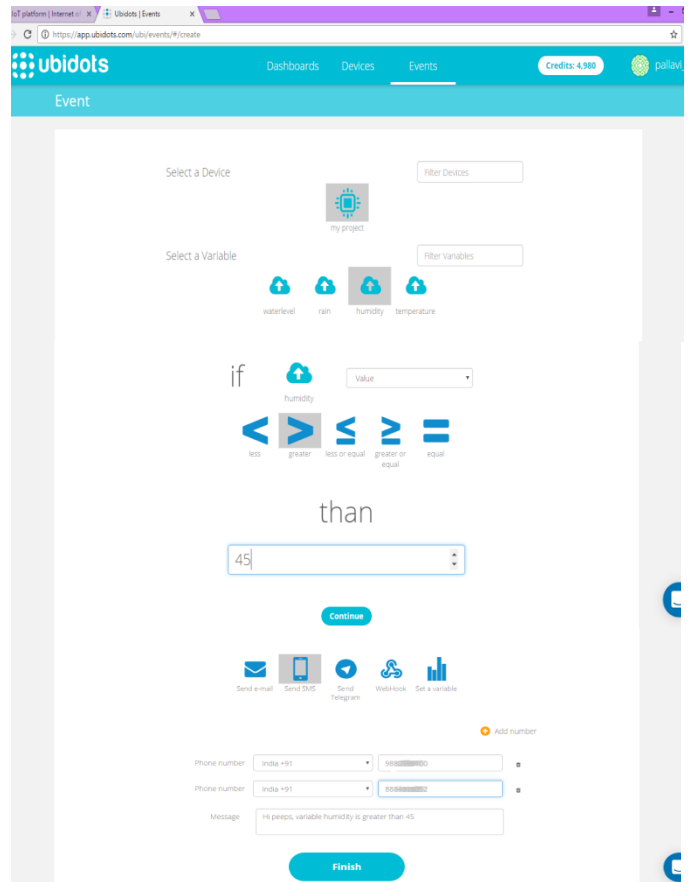 IoT platform | Internet of
Ubidots | Events
https://app.ubidots.com/ubi/events/#/create
ubidots
Dashboards Devices Events
Credits: 4,980
pallavi
Event
Select a Device
Filter Devices
my project
Select a Variable
Filter Variables
waterlevel rain humidity temperature
if
Value
humidity
< > ≤ ≥ =
less greater less or equal greater or equal equal
than
45
Continue
Send e-mail Send SMS Send Telegram WebHook Set a variable
Add number
Phone number India +91
Phone number India +91
Message Hi peeps, variable humidity is greater than 45
Finish